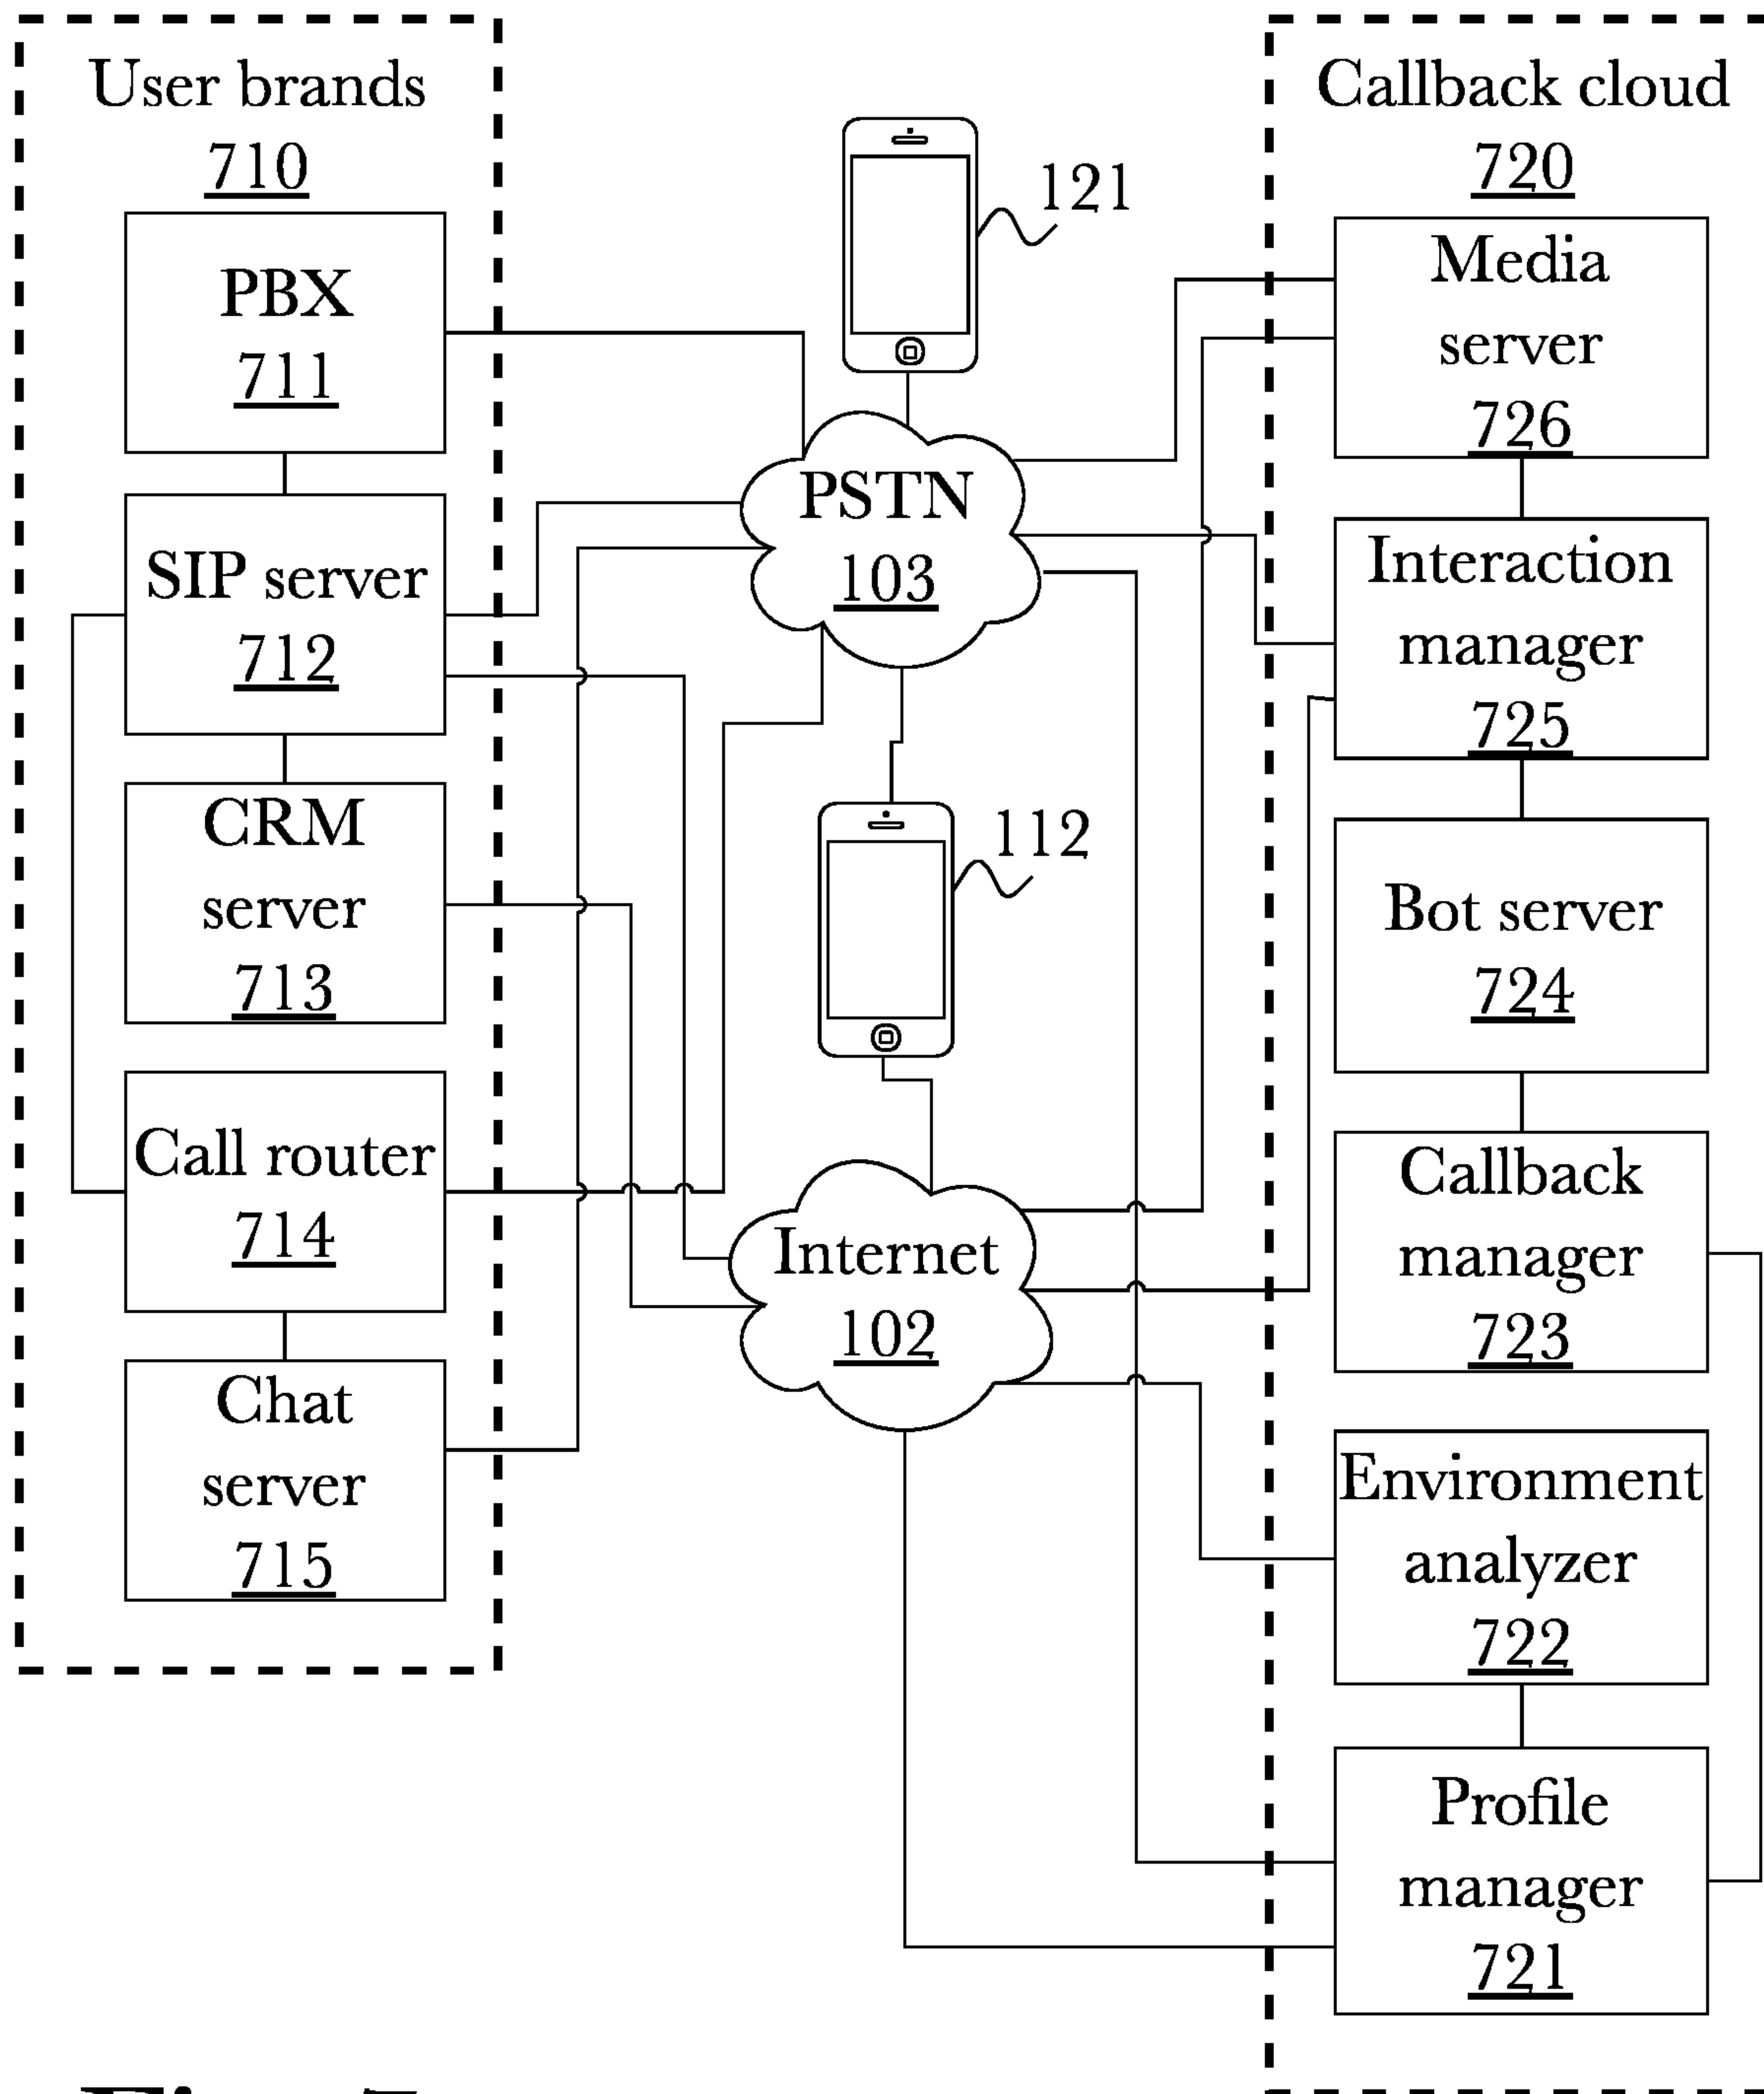 User brands
710
PBX
711
SIP server
712
CRM
server
713
Call router
714
Chat
server
715
121
PSTN
103
112
Internet
102
Callback cloud
720
Media
server
726
Interaction
manager
725
Bot server
724
Callback
manager
723
Environment
analyzer
722
Profile
manager
721